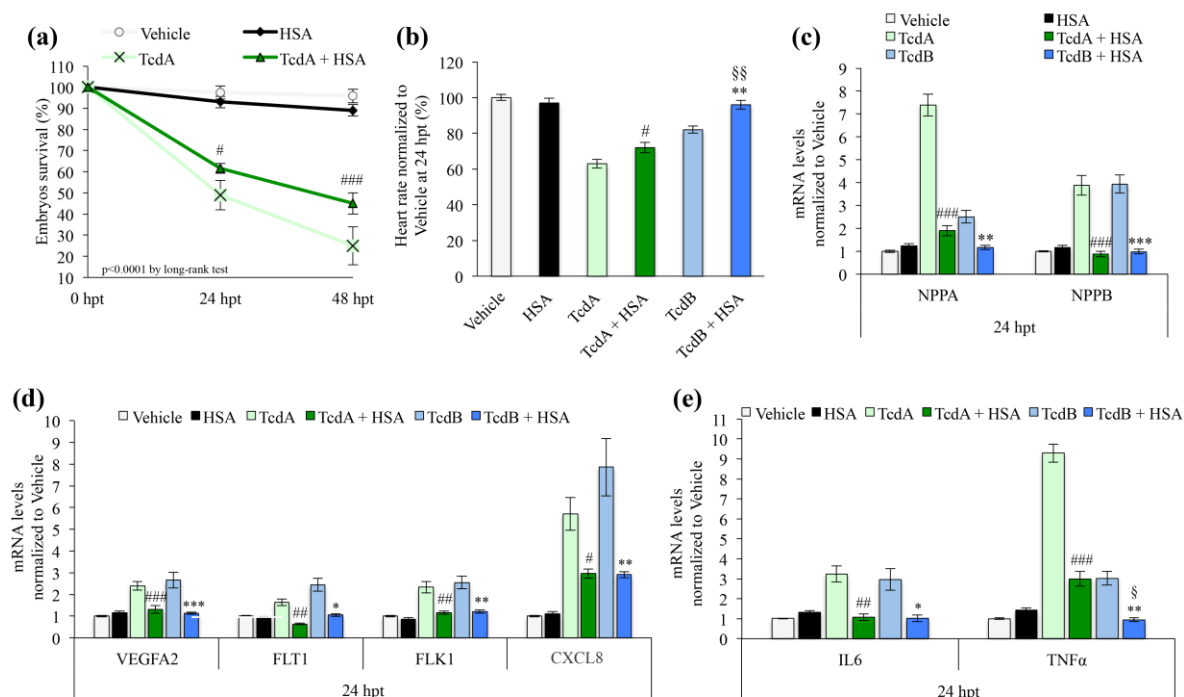 (a)
Vehicle
HSA
TcdA
TcdA + HSA
Embryos survival (%)
110
100
90
80
70
60
50
40
30
20
10
#
###
p<0.0001 by long-rank test
0 hpt
24 hpt
48 hpt
(b)
Heart rate normalized to
Vehicle at 24 hpt (%)
120
100
80
60
40
20
0
#
§§
**
Vehicle
HSA
TcdA
TcdA + HSA
TcdB
TcdB + HSA
(c)
Vehicle
HSA
TcdA
TcdA + HSA
TcdB
TcdB + HSA
mRNA levels
normalized to Vehicle
9
8
7
6
5
4
3
2
1
0
###
**
###
***
NPPA
NPPB
24 hpt
(d)
Vehicle
HSA
TcdA
TcdA + HSA
TcdB
TcdB + HSA
mRNA levels
normalized to Vehicle
10
9
8
7
6
5
4
3
2
1
0
###
***
##
*
##
**
#
**
VEGFA2
FLT1
FLK1
CXCL8
24 hpt
(e)
Vehicle
HSA
TcdA
TcdA + HSA
TcdB
TcdB + HSA
mRNA levels
normalized to Vehicle
11
10
9
8
7
6
5
4
3
2
1
0
##
*
###
§
**
IL6
TNFα
24 hpt